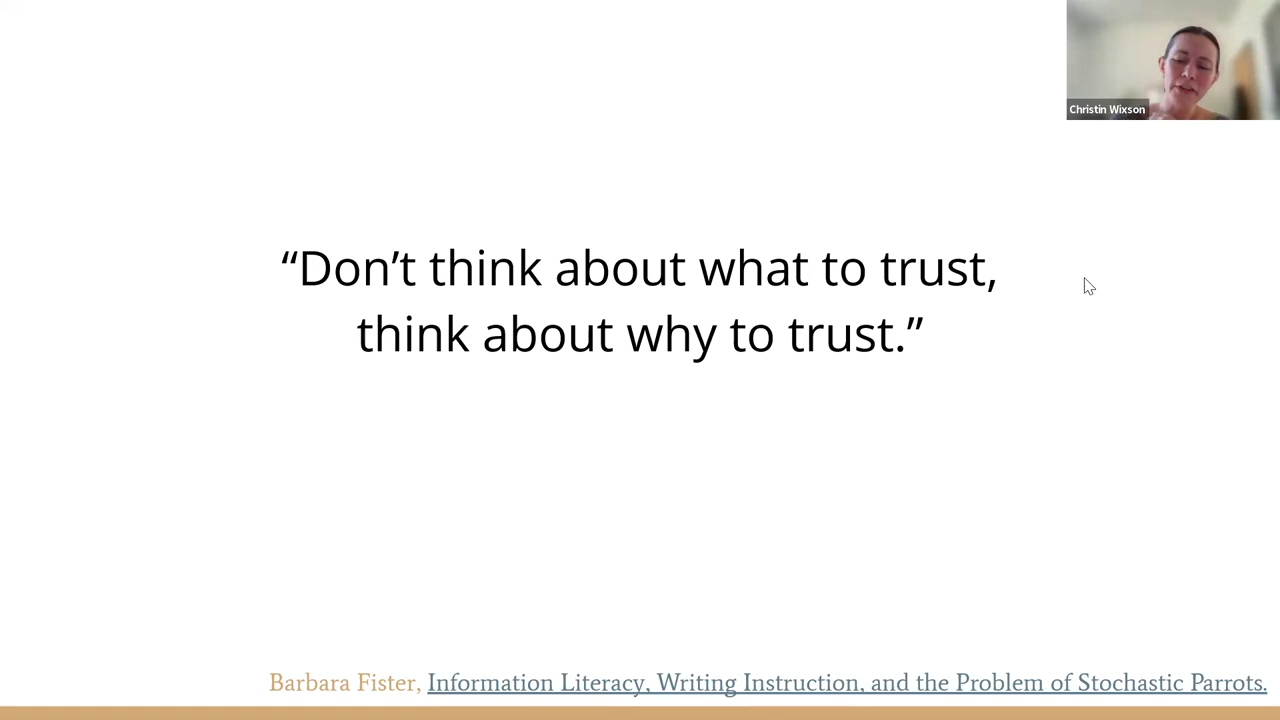 Christin Wixson
“Don’t think about what to trust,
think about why to trust.”
Barbara Fister, Information Literacy, Writing Instruction, and the Problem of Stochastic Parrots.